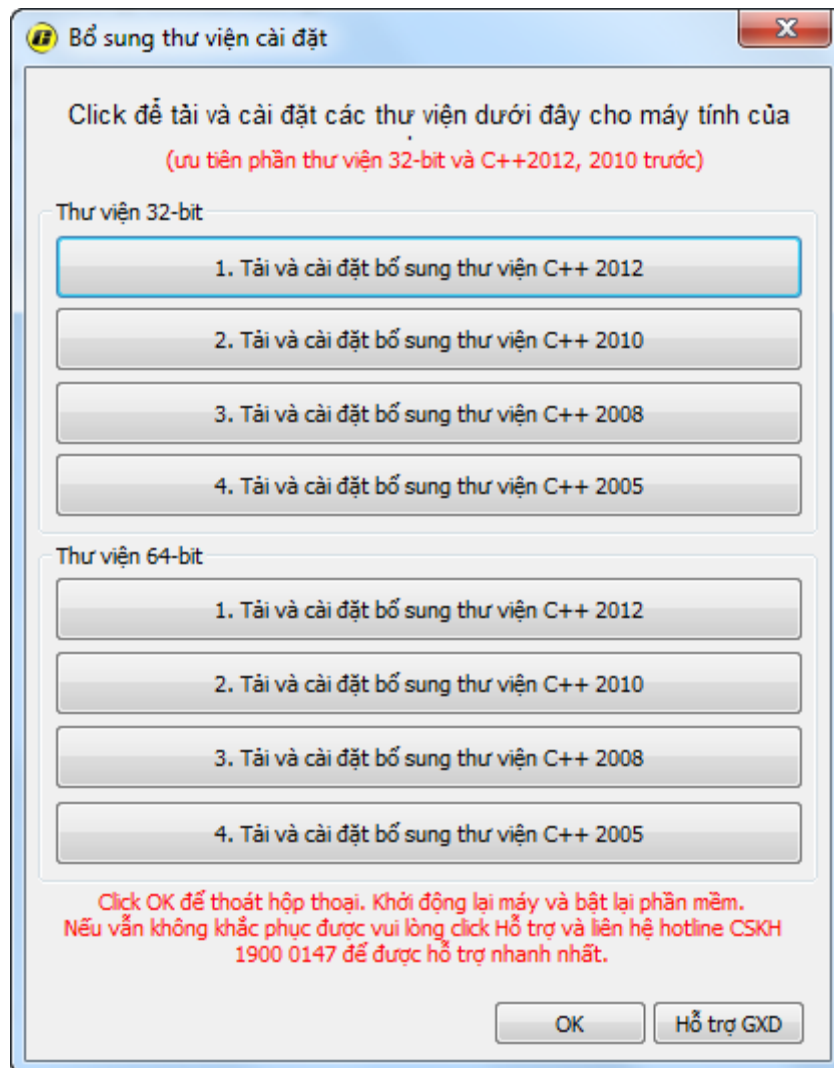 Bổ sung thư viện cài đặt
Click để tải và cài đặt các thư viện dưới đây cho máy tính của
(ưu tiên phần thư viện 32-bit và C++2012, 2010 trước)
Thư viện 32-bit
1. Tải và cài đặt bổ sung thư viện C++ 2012
2. Tải và cài đặt bổ sung thư viện C++ 2010
3. Tải và cài đặt bổ sung thư viện C++ 2008
4. Tải và cài đặt bổ sung thư viện C++ 2005
Thư viện 64-bit
1. Tải và cài đặt bổ sung thư viện C++ 2012
2. Tải và cài đặt bổ sung thư viện C++ 2010
3. Tải và cài đặt bổ sung thư viện C++ 2008
4. Tải và cài đặt bổ sung thư viện C++ 2005
Click OK để thoát hộp thoại. Khởi động lại máy và bật lại phần mềm.
Nếu vẫn không khắc phục được vui lòng click Hỗ trợ và liên hệ hotline CSKH
1900 0147 để được hỗ trợ nhanh nhất.
OK
Hỗ trợ GXD